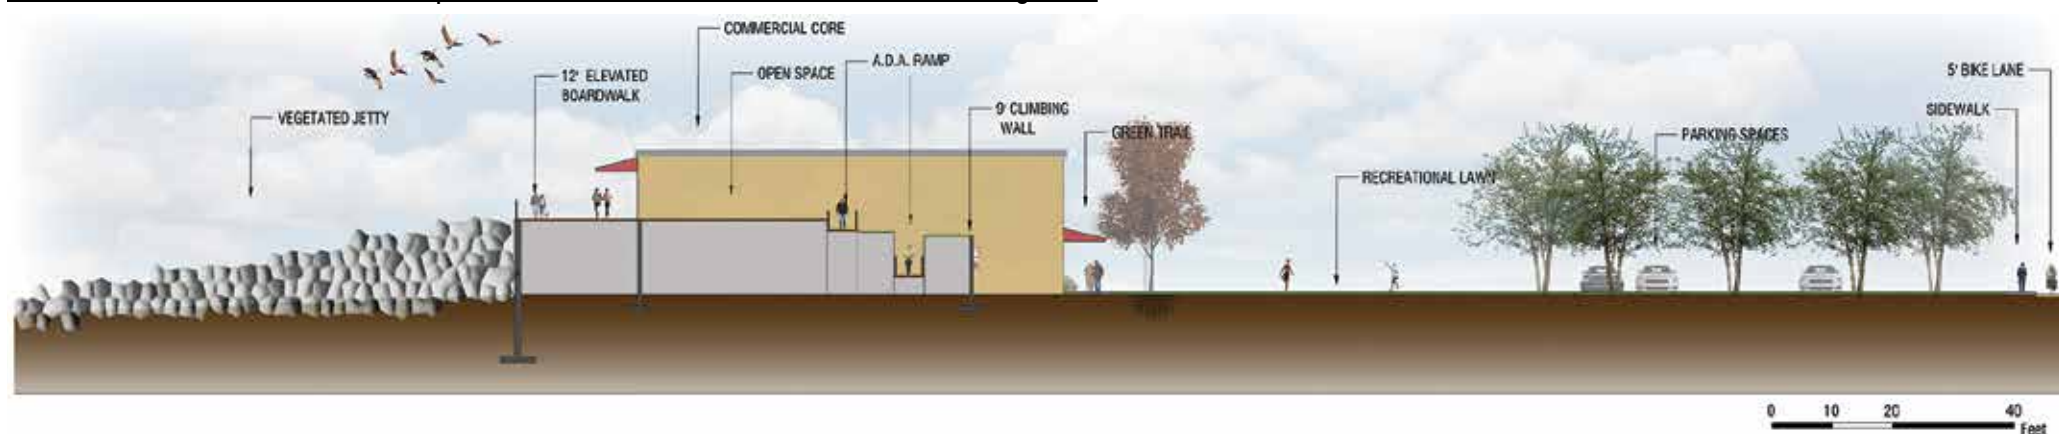 COMMERCIAL CORE
OPEN SPACE
A.D.A. RAMP
12' ELEVATED
BOARDWALK
VEGETATED JETTY
9' CLIMBING
WALL
GREEN TRAIL
RECREATIONAL LAWN
PARKING SPACES
5' BIKE LANE
SIDEWALK
0 10 20 40
Feet